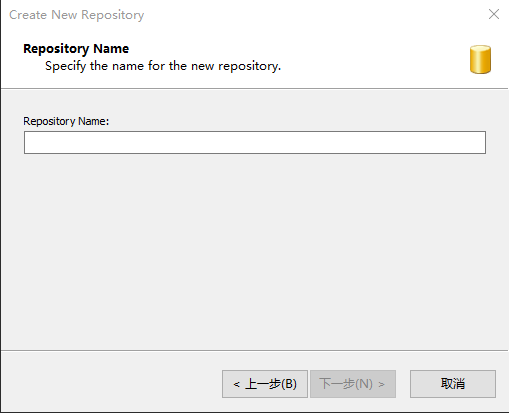 Create New Repository
Repository Name
Specify the name for the new repository.
Repository Name:
< 上一步(B) 下一步(N) > 取消